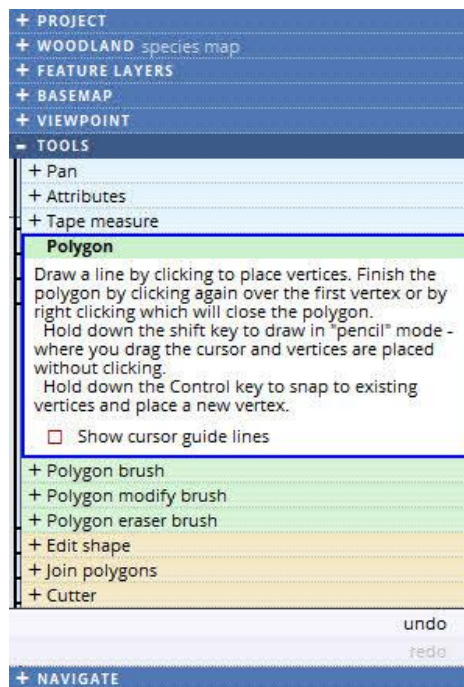 + PROJECT
+ WOODLAND species map
+ FEATURE LAYERS
+ BASEMAP
+ VIEWPOINT
- TOOLS
+ Pan
+ Attributes
+ Tape measure
Polygon
Draw a line by clicking to place vertices. Finish the
polygon by clicking again over the first vertex or by
right clicking which will close the polygon.
Hold down the shift key to draw in "pencil" mode -
where you drag the cursor and vertices are placed
without clicking.
Hold down the Control key to snap to existing
vertices and place a new vertex.
Show cursor guide lines
+ Polygon brush
+ Polygon modify brush
+ Polygon eraser brush
+ Edit shape
+ Join polygons
+ Cutter
undo
redo
+ NAVIGATE